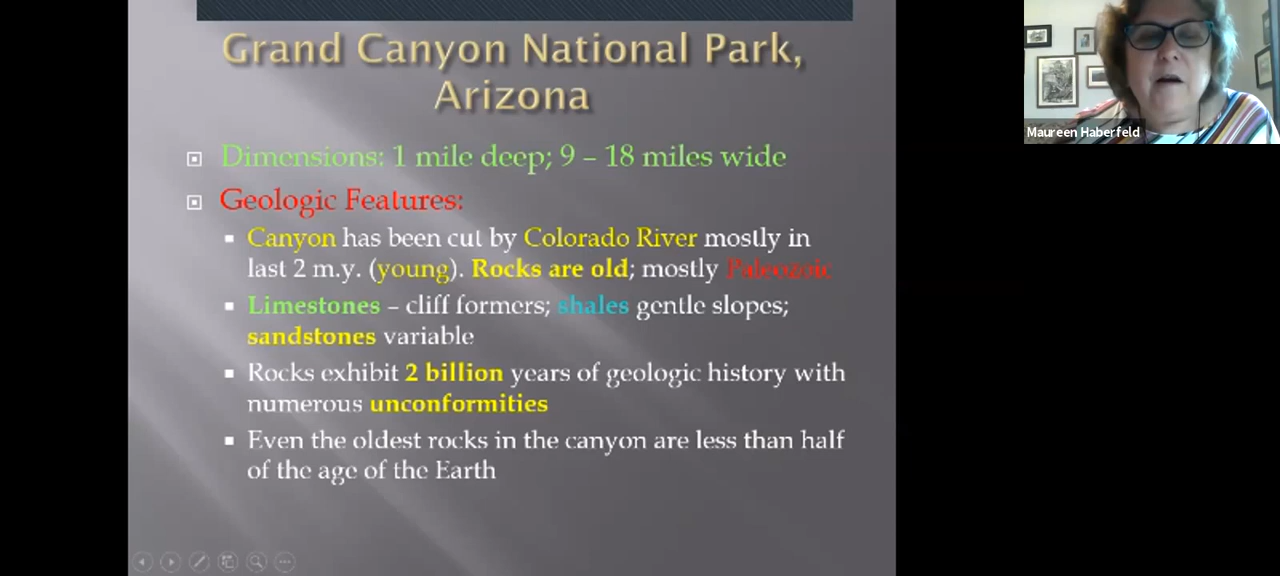 Grand Canyon National Park,
Arizona
Dimensions: 1 mile deep; 9 – 18 miles wide
Geologic Features:
Canyon has been cut by Colorado River mostly in
last 2 m.y. (young). Rocks are old; mostly Paleozoic
Limestones – cliff formers; shales gentle slopes;
sandstones variable
Rocks exhibit 2 billion years of geologic history with
numerous unconformities
Even the oldest rocks in the canyon are less than half
of the age of the Earth
Maureen Haberfeld